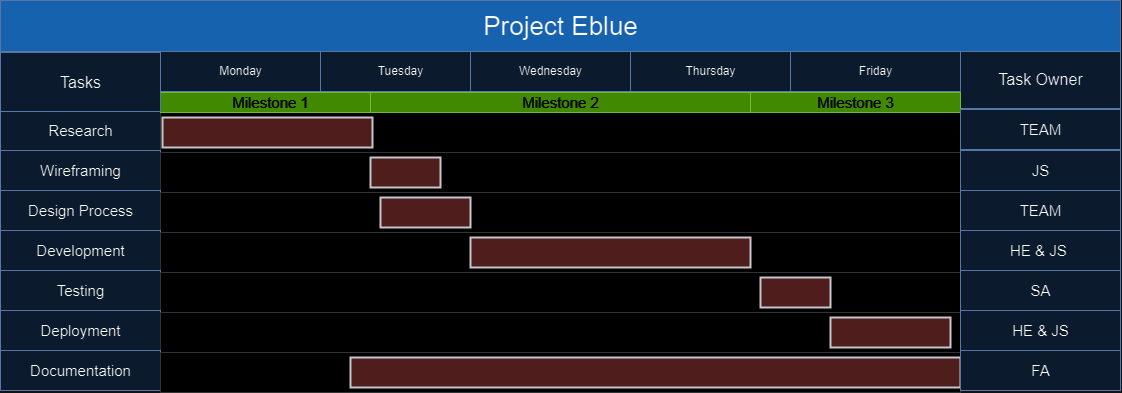 Project Eblue
Tasks
Monday
Tuesday
Wednesday
Thursday
Friday
Task Owner
Milestone 1
Milestone 2
Milestone 3
Research
TEAM
Wireframing
JS
Design Process
TEAM
Development
HE & JS
Testing
SA
Deployment
HE & JS
Documentation
FA